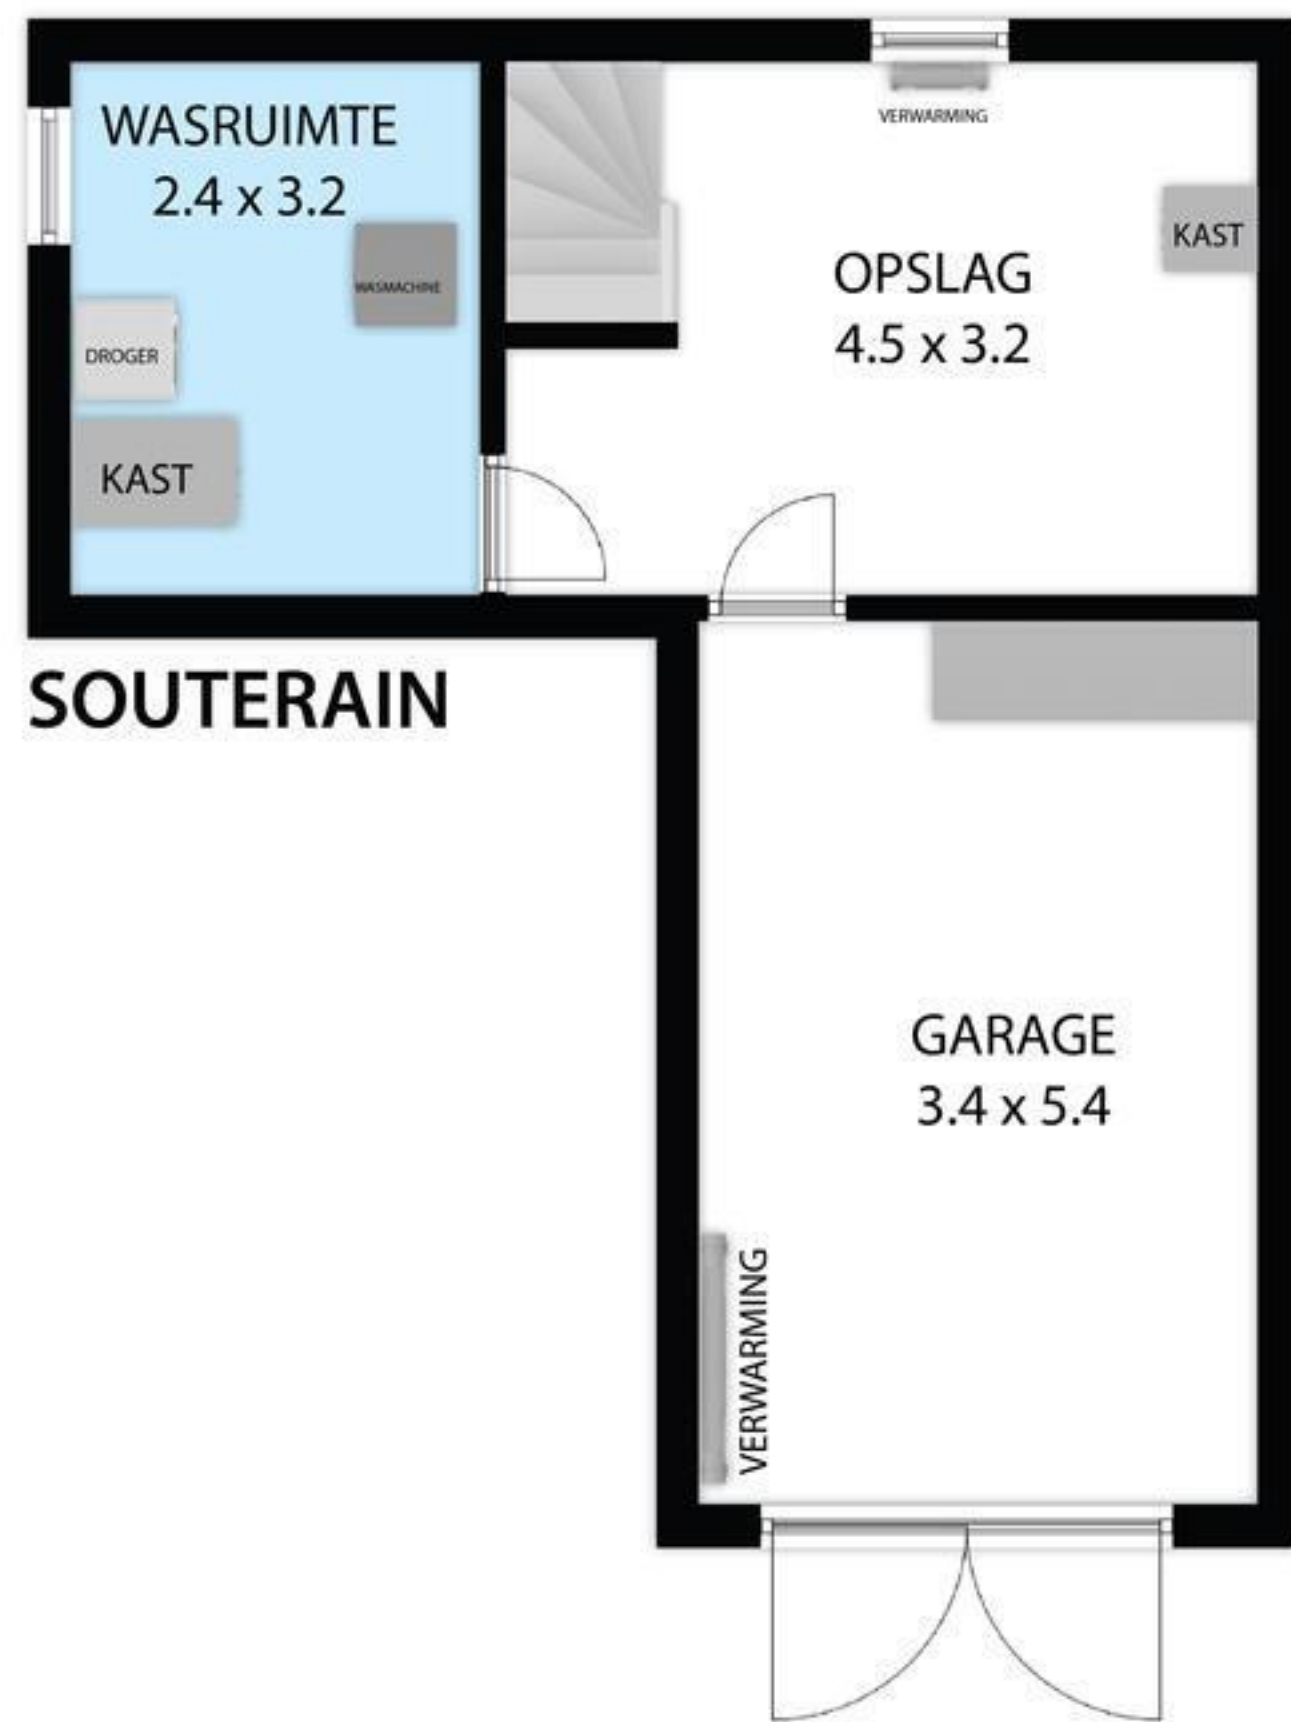 WASRUIMTE
2.4 x 3.2
WASMACHINE
DROGER
KAST
VERWARMING
KAST
OPSLAG
4.5 x 3.2
SOUTERAIN
GARAGE
3.4 x 5.4
VERWARMING